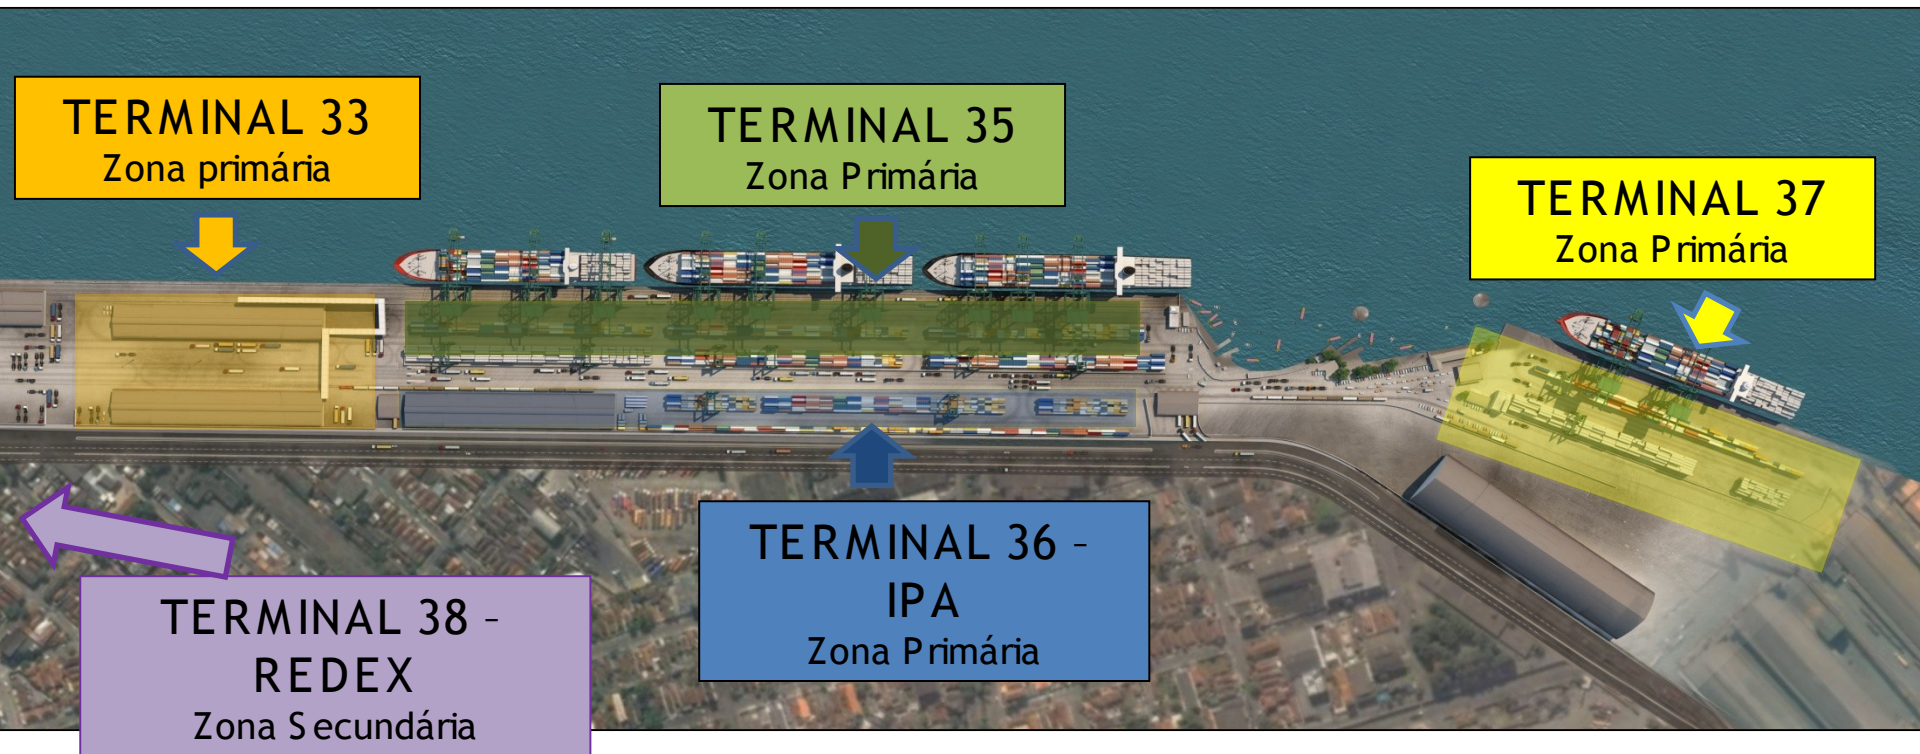 TERMINAL 33
Zona primária
TERMINAL 35
Zona Primária
TERMINAL 37
Zona Primária
TERMINAL 36 –
IPA
Zona Primária
TERMINAL 38 –
REDEX
Zona Secundária